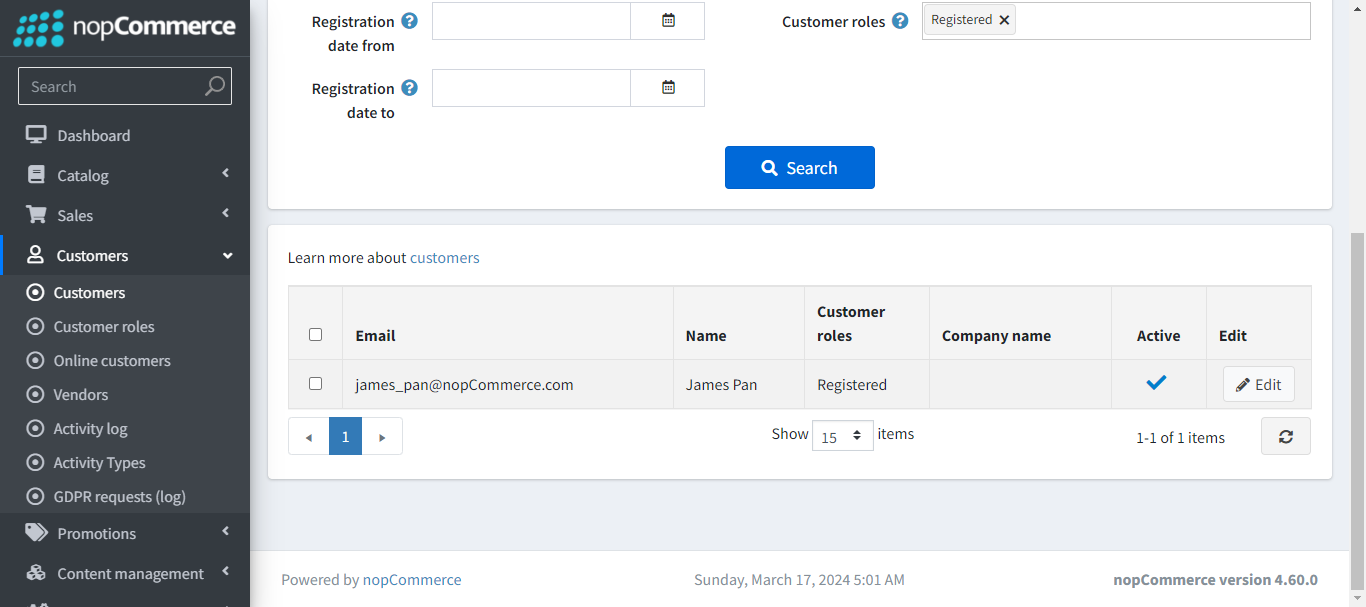 nopCommerce
Search
Dashboard
Catalog
Sales
Customers
Customers
Customer roles
Online customers
Vendors
Activity log
Activity Types
GDPR requests (log)
Promotions
Content management
Registration
date from
Customer roles
Registered
Registration
date to
Search
Learn more about customers
Email
Name
Customer
roles
Company name
Active
Edit
james_pan@nopCommerce.com
James Pan
Registered
Edit
1
Show 15 items
1-1 of 1 items
Powered by nopCommerce
Sunday, March 17, 2024 5:01 AM
nopCommerce version 4.60.0